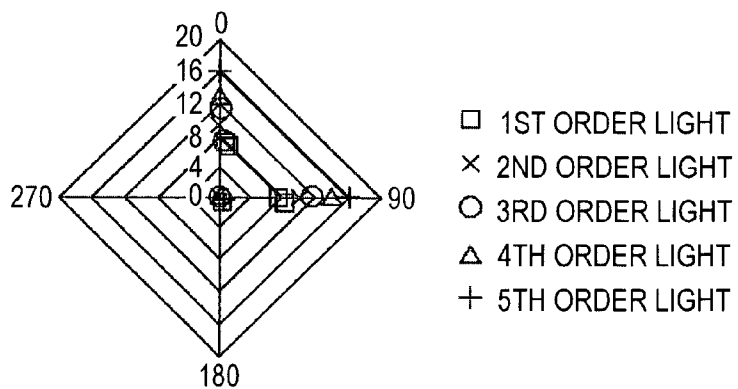 0
20
16
12
8
4
0
270
90
180
1ST ORDER LIGHT
2ND ORDER LIGHT
3RD ORDER LIGHT
4TH ORDER LIGHT
5TH ORDER LIGHT